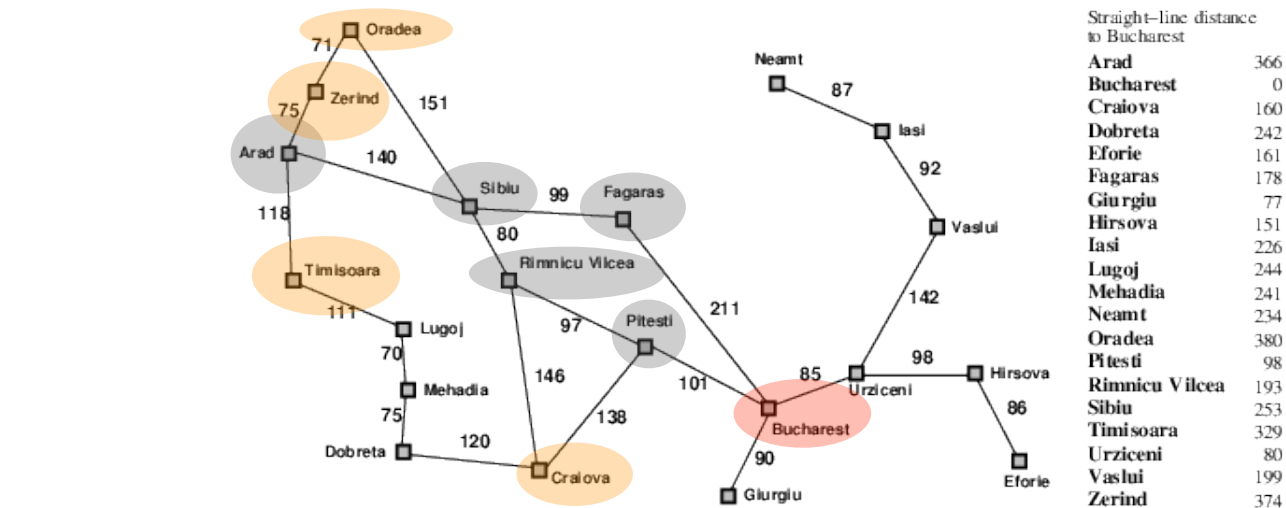 Oradea
71
Neamt
Zerind
87
75
151
Iasi
Arad
140
92
Sibiu
99
Fagaras
118
80
Vaslui
Rimnicu Vilcea
Timisoara
142
111
97
Pitesti
211
Lugoj
70
98
146
101
85
Hirsova
Urziceni
Mehadia
138
86
75
Bucharest
120
Dobreta
90
Craiova
Eforie
Giurgiu
Straight–line distance
to Bucharest
Arad 366
Bucharest 0
Craiova 160
Dobreta 242
Eforie 161
Fagaras 178
Giurgiu 77
Hirsova 151
Iasi 226
Lugoj 244
Mehadia 241
Neamt 234
Oradea 380
Pitesti 98
Rimnicu Vilcea 193
Sibiu 253
Timisoara 329
Urziceni 80
Vaslui 199
Zerind 374